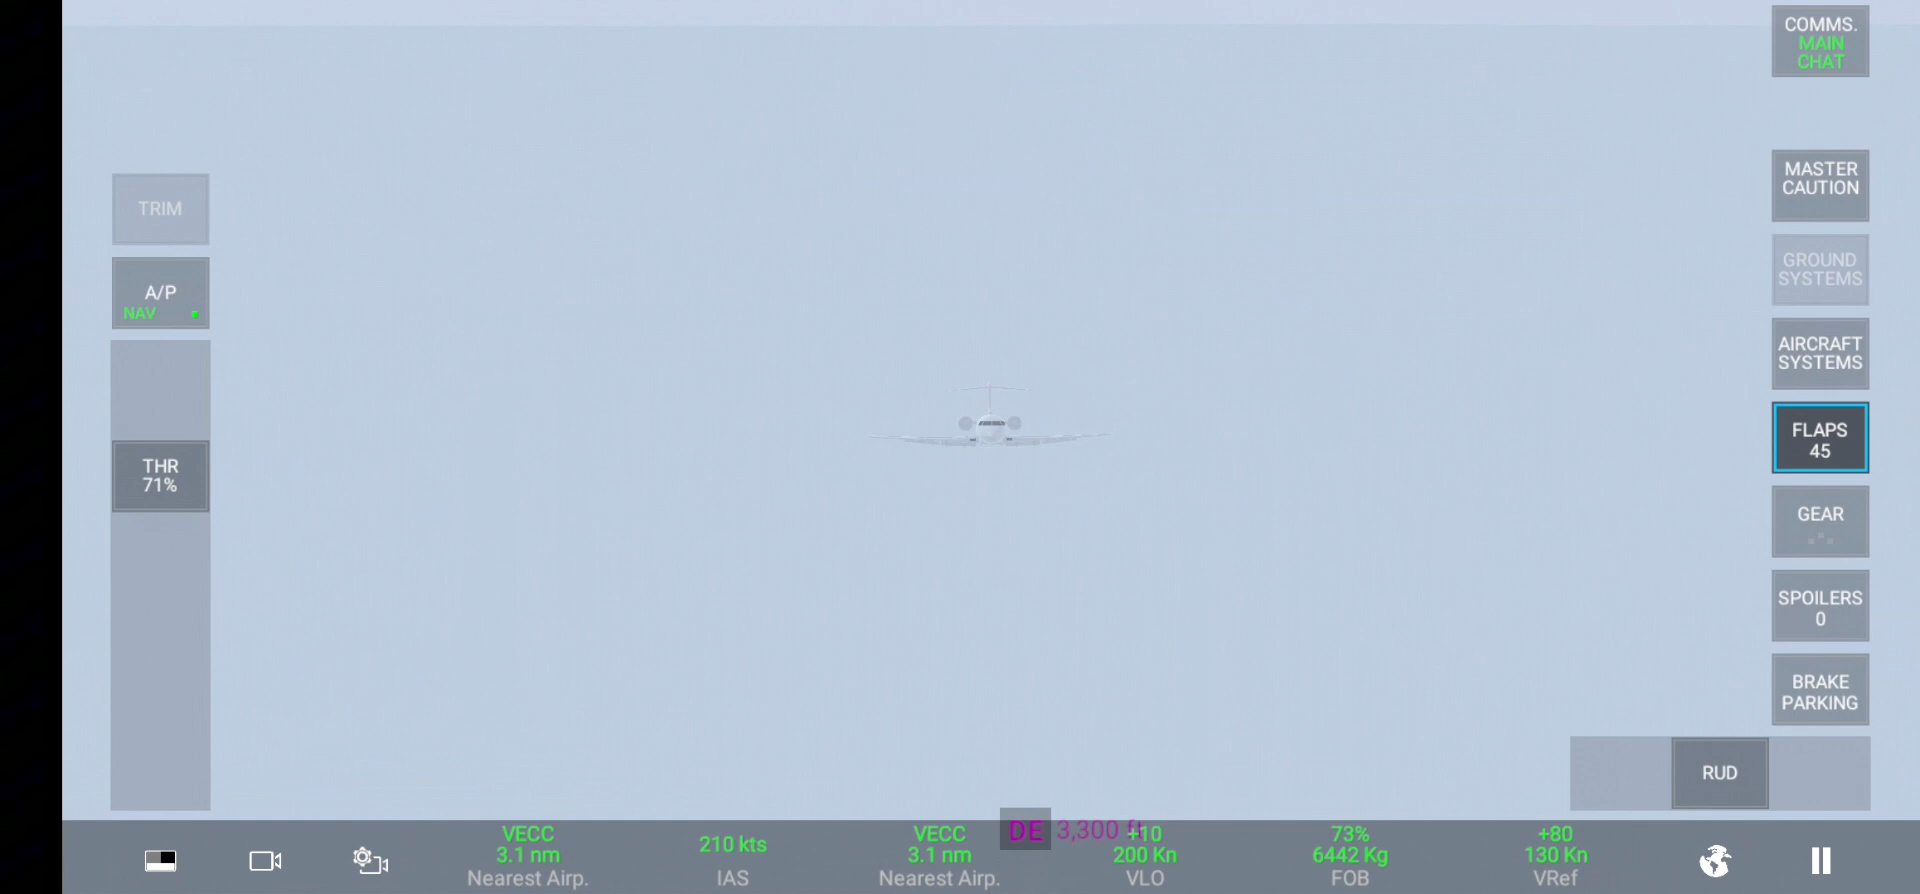 COMMS.
MAIN
CHAT
MASTER
CAUTION
TRIM
GROUND
SYSTEMS
A/P
NAV
AIRCRAFT
SYSTEMS
FLAPS
45
THR
71%
GEAR
SPOILERS
0
BRAKE
PARKING
RUD
DE 3,300 ft
VECC
3.1 nm
Nearest Airp.
210 kts
IAS
VECC
3.1 nm
Nearest Airp.
+10
200 Kn
VLO
73%
6442 Kg
FOB
+80
130 Kn
VRef